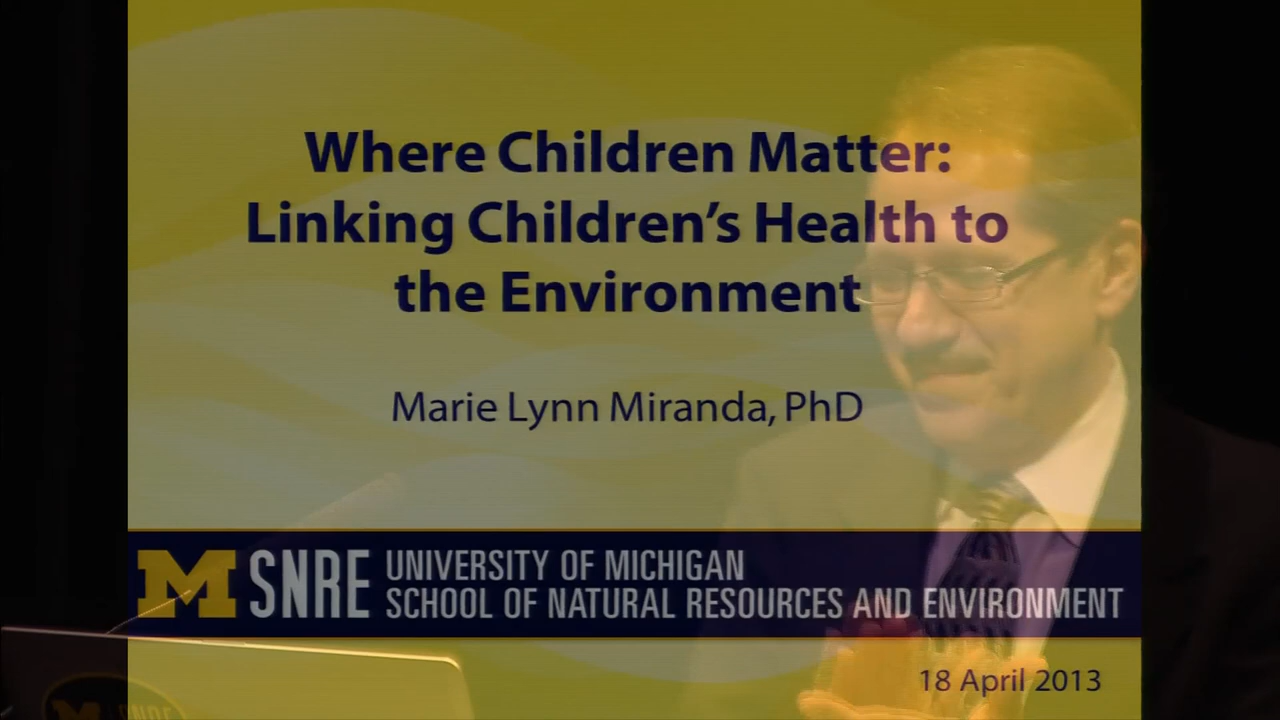 Where Children Matter:
Linking Children's Health to
the Environment
Marie Lynn Miranda, PhD
M SNRE UNIVERSITY OF MICHIGAN
SCHOOL OF NATURAL RESOURCES AND ENVIRONMENT
18 April 2013
M SNRE